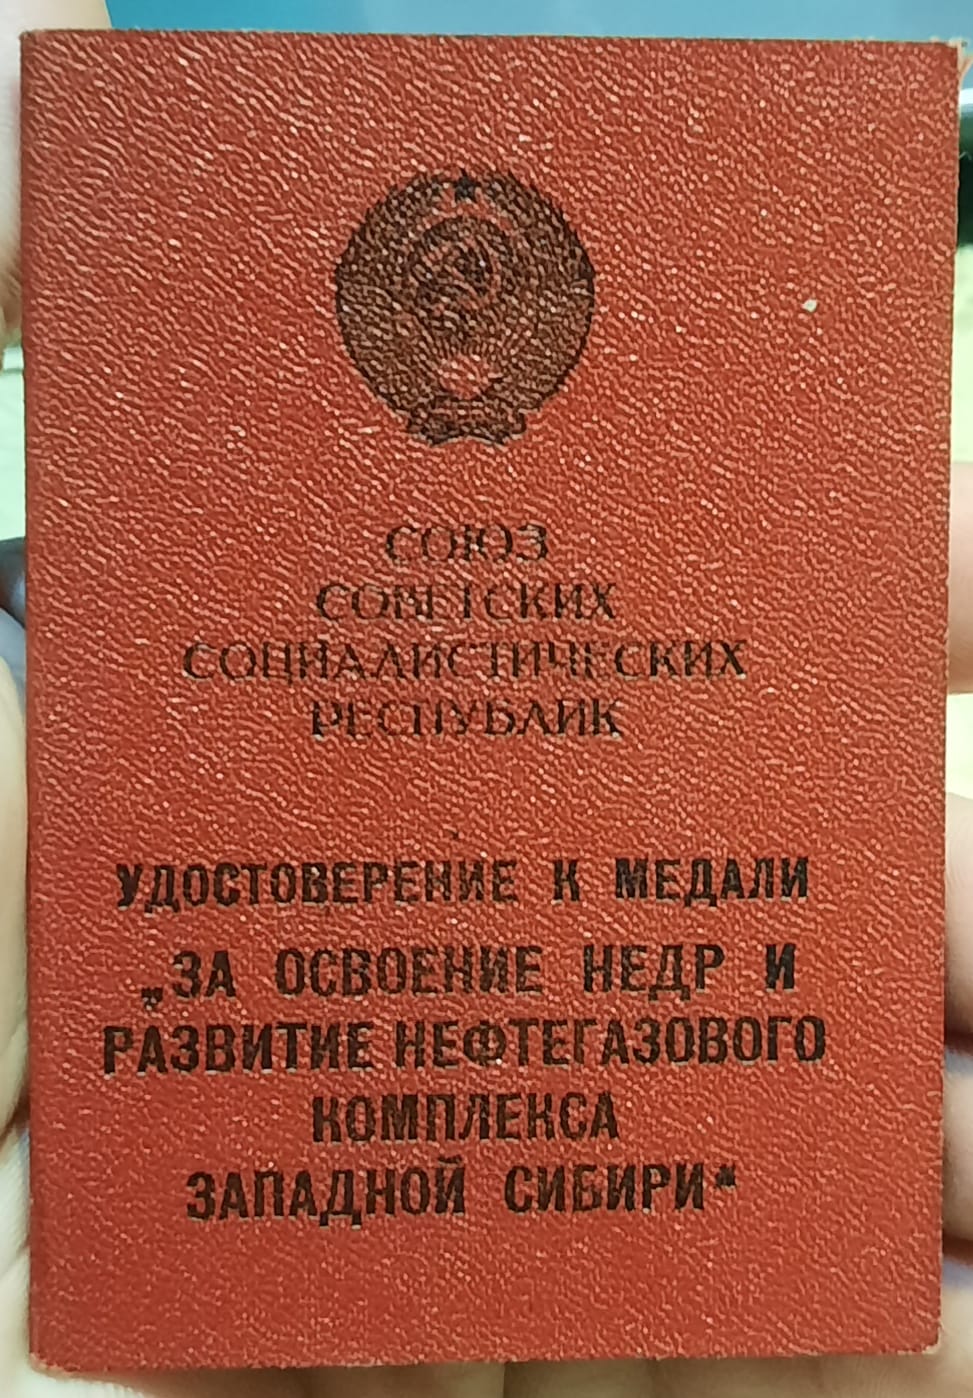 СОЮЗ
СОВЕТСКИХ
СОЦИАЛИСТИЧЕСКИХ
РЕСПУБЛИК
УДОСТОВЕРЕНИЕ К МЕДАЛИ
„ЗА ОСВОЕНИЕ НЕДР И
РАЗВИТИЕ НЕФТЕГАЗОВОГО
КОМПЛЕКСА
ЗАПАДНОЙ СИБИРИ“